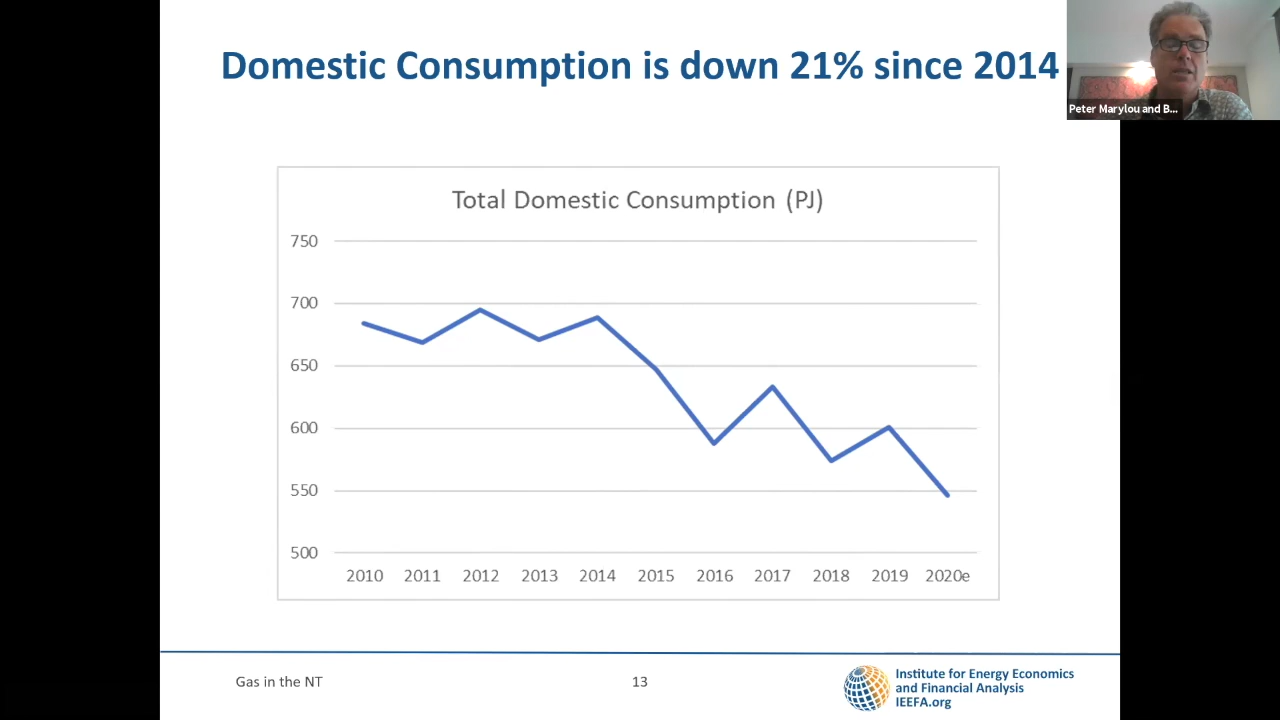 Domestic Consumption is down 21% since 2014
Peter Marylou and B...
Total Domestic Consumption (PJ)
750
700
650
600
550
500
2010 2011 2012 2013 2014 2015 2016 2017 2018 2019 2020e
Gas in the NT
13
Institute for Energy Economics
and Financial Analysis
IEEFA.org